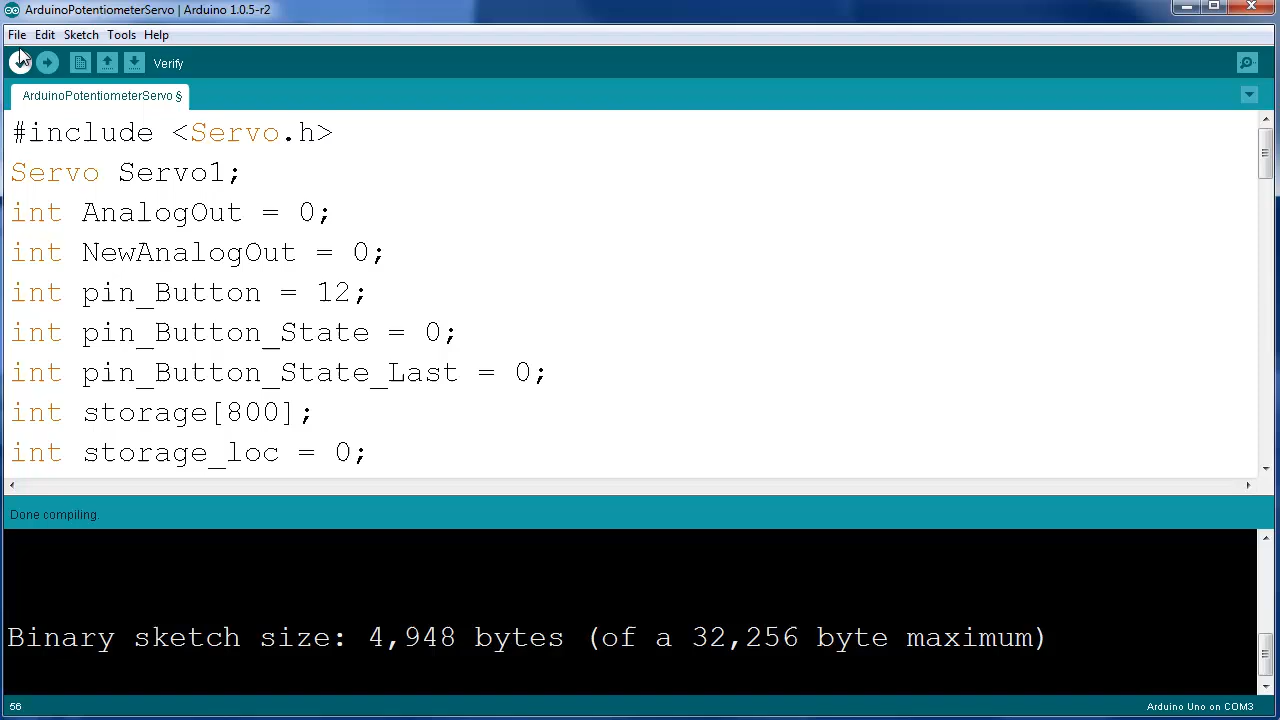 ArduinoPotentiometerServo | Arduino 1.0.5-r2
File Edit Sketch Tools Help
Verify
ArduinoPotentiometerServo §
#include <Servo.h>
Servo Servo1;
int AnalogOut = 0;
int NewAnalogOut = 0;
int pin_Button = 12;
int pin_Button_State = 0;
int pin_Button_State_Last = 0;
int storage[800];
int storage_loc = 0;
Done compiling.
Binary sketch size: 4,948 bytes (of a 32,256 byte maximum)
56 Arduino Uno on COM3